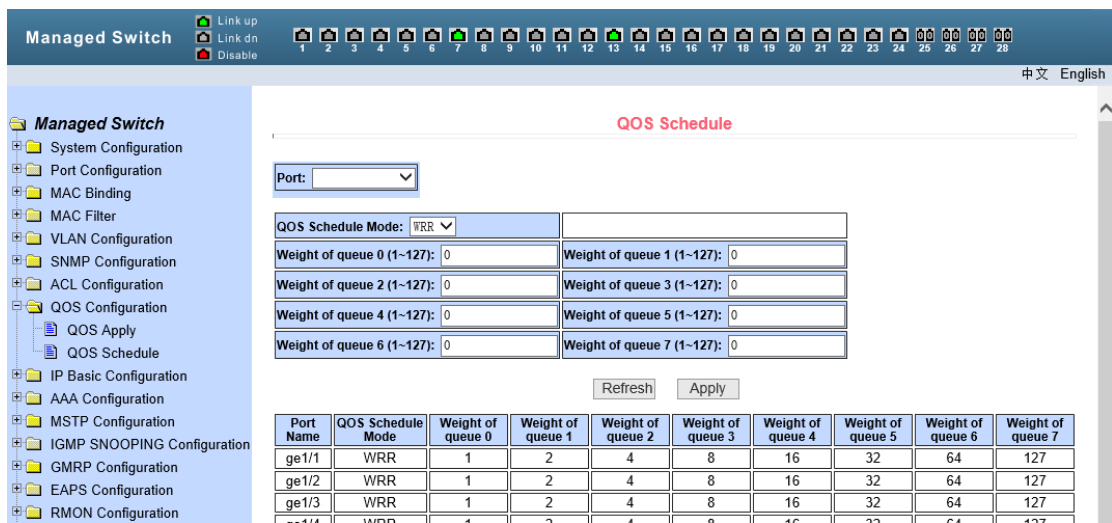 Managed Switch
Link up
Link dn
Disable
1 2 3 4 5 6 7 8 9 10 11 12 13 14 15 16 17 18 19 20 21 22 23 24 25 26 27 28
中文 English
Managed Switch
System Configuration
Port Configuration
MAC Binding
MAC Filter
VLAN Configuration
SNMP Configuration
ACL Configuration
QOS Configuration
QOS Apply
QOS Schedule
IP Basic Configuration
AAA Configuration
MSTP Configuration
IGMP SNOOPING Configuration
GMRP Configuration
EAPS Configuration
RMON Configuration
QOS Schedule
Port:
QOS Schedule Mode: WRR
Weight of queue 0 (1~127): 0 Weight of queue 1 (1~127): 0
Weight of queue 2 (1~127): 0 Weight of queue 3 (1~127): 0
Weight of queue 4 (1~127): 0 Weight of queue 5 (1~127): 0
Weight of queue 6 (1~127): 0 Weight of queue 7 (1~127): 0
Refresh Apply
Port Name QOS Schedule Mode Weight of queue 0 Weight of queue 1 Weight of queue 2 Weight of queue 3 Weight of queue 4 Weight of queue 5 Weight of queue 6 Weight of queue 7
ge1/1 WRR 1 2 4 8 16 32 64 127
ge1/2 WRR 1 2 4 8 16 32 64 127
ge1/3 WRR 1 2 4 8 16 32 64 127
ge1/4 WRR 1 2 4 8 16 32 64 127